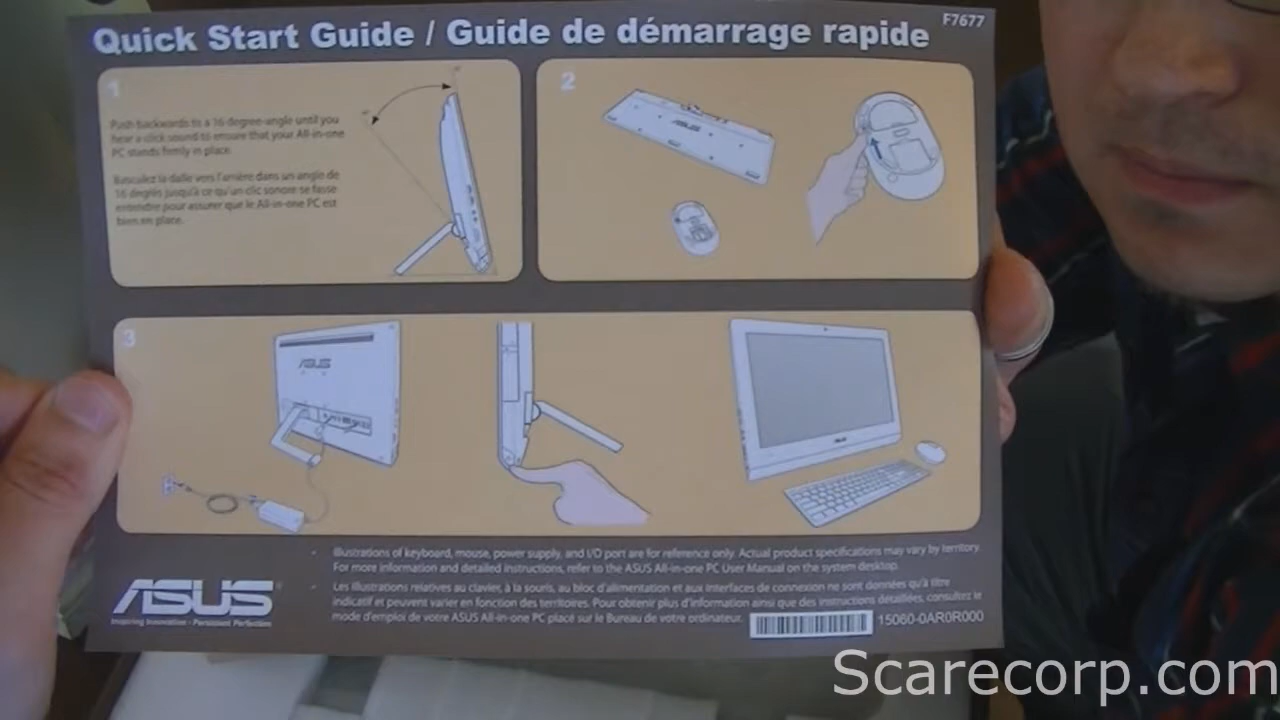 Quick Start Guide / Guide de démarrage rapide
F7677
1
Push backwards to a 16-degree-angle until you
hear a click sound to ensure that your All-in-one
PC stands firmly in place.
Basculez la dalle vers l'arrière dans un angle de
16 degrés jusqu'à ce qu'un clic sonore se fasse
entendre pour assurer que le All-in-one PC est
bien en place.
2
ASUS
3
ASUS
ASUS
- Illustrations of keyboard, mouse, power supply, and I/O port are for reference only. Actual product specifications may vary by territory.
For more information and detailed instructions, refer to the ASUS All-in-one PC User Manual on the system desktop.
- Les illustrations relatives au clavier, à la souris, au bloc d'alimentation et aux interfaces de connexion ne sont données qu'à titre
indicatif et peuvent varier en fonction des territoires. Pour obtenir plus d'information ainsi que des instructions détaillées, consultez le
mode d'emploi de votre ASUS All-in-one PC placé sur le Bureau de votre ordinateur.
ASUS
Inspiring Innovation · Persistent Perfection
15060-0AR0R000
Scarecorp.com